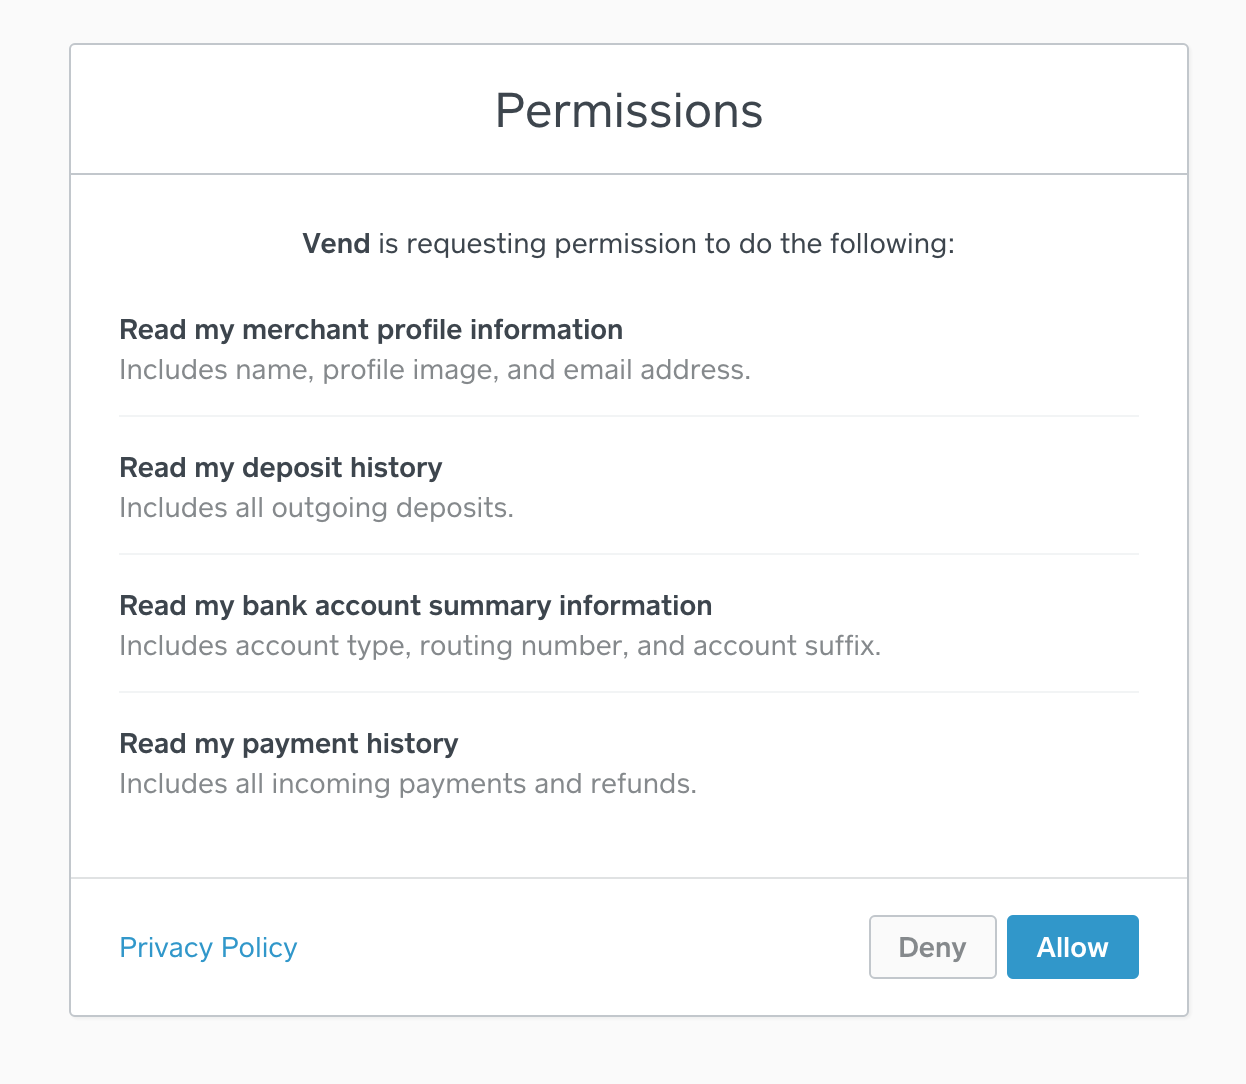 Permissions
Vend is requesting permission to do the following:
Read my merchant profile information
Includes name, profile image, and email address.
Read my deposit history
Includes all outgoing deposits.
Read my bank account summary information
Includes account type, routing number, and account suffix.
Read my payment history
Includes all incoming payments and refunds.
Privacy Policy
Deny
Allow